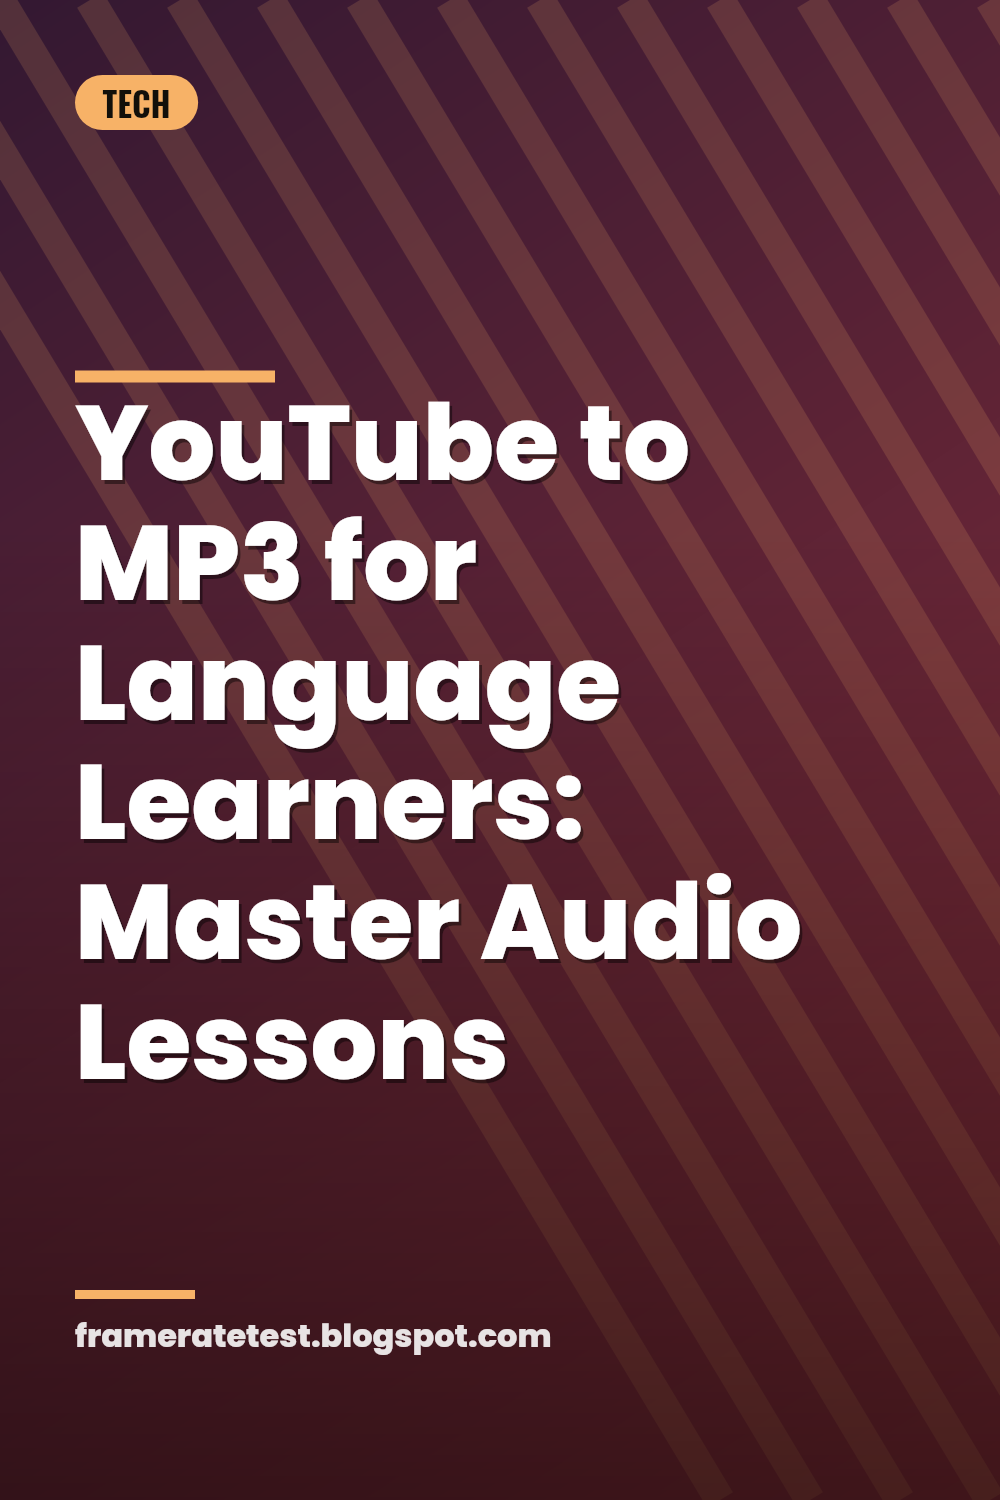 TECH
YouTube to
MP3 for
Language
Learners:
Master Audio
Lessons
frameratetest.blogspot.com